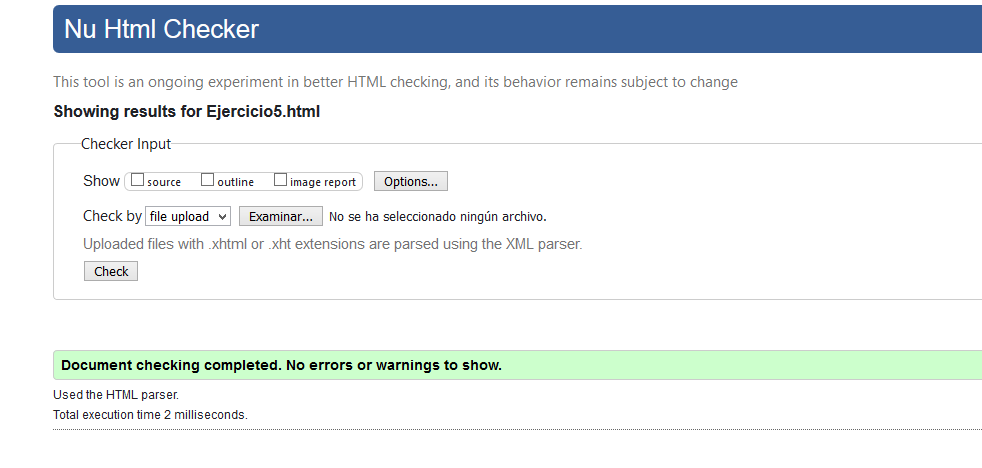 Nu Html Checker
This tool is an ongoing experiment in better HTML checking, and its behavior remains subject to change
Showing results for Ejercicio5.html
Checker Input
Show source outline image report Options...
Check by file upload Examinar... No se ha seleccionado ningún archivo.
Uploaded files with .xhtml or .xht extensions are parsed using the XML parser.
Check
Document checking completed. No errors or warnings to show.
Used the HTML parser.
Total execution time 2 milliseconds.